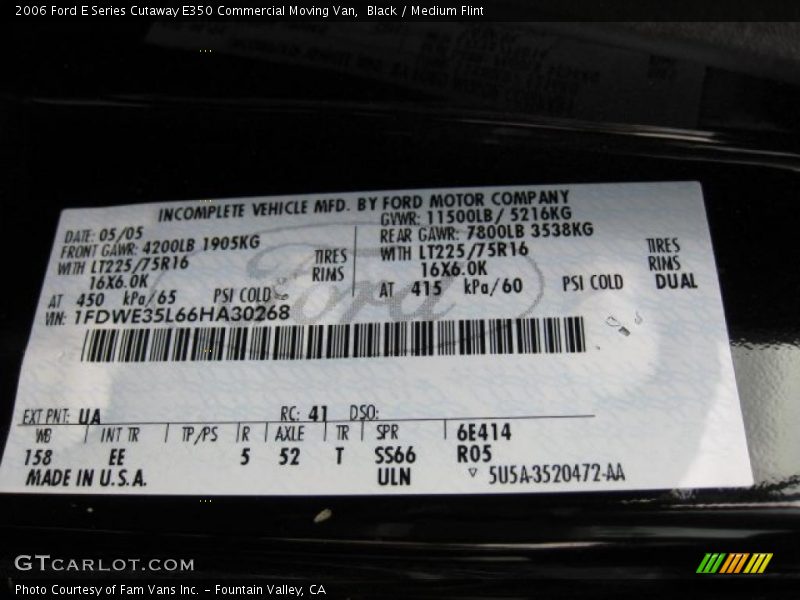 2006 Ford E Series Cutaway E350 Commercial Moving Van, Black / Medium Flint
INCOMPLETE VEHICLE MFD. BY FORD MOTOR COMPANY
DATE: 05/05 GVWR: 11500LB/ 5216KG
FRONT GAWR: 4200LB 1905KG REAR GAWR: 7800LB 3538KG
WITH LT225/75R16 TIRES WITH LT225/75R16 TIRES
16X6.0K RIMS 16X6.0K RIMS
AT 450 kPa/65 PSI COLD AT 415 kPa/60 PSI COLD DUAL
VIN: 1FDWE35L66HA30268
Ford
EXT PNT: UA RC: 41 DSO:
WB INT TR TP/PS R AXLE TR SPR 6E414
158 EE 5 52 T SS66 R05
MADE IN U.S.A. ULN 5U5A-3520472-AA
GTCARLOT.COM
Photo Courtesy of Fam Vans Inc. - Fountain Valley, CA